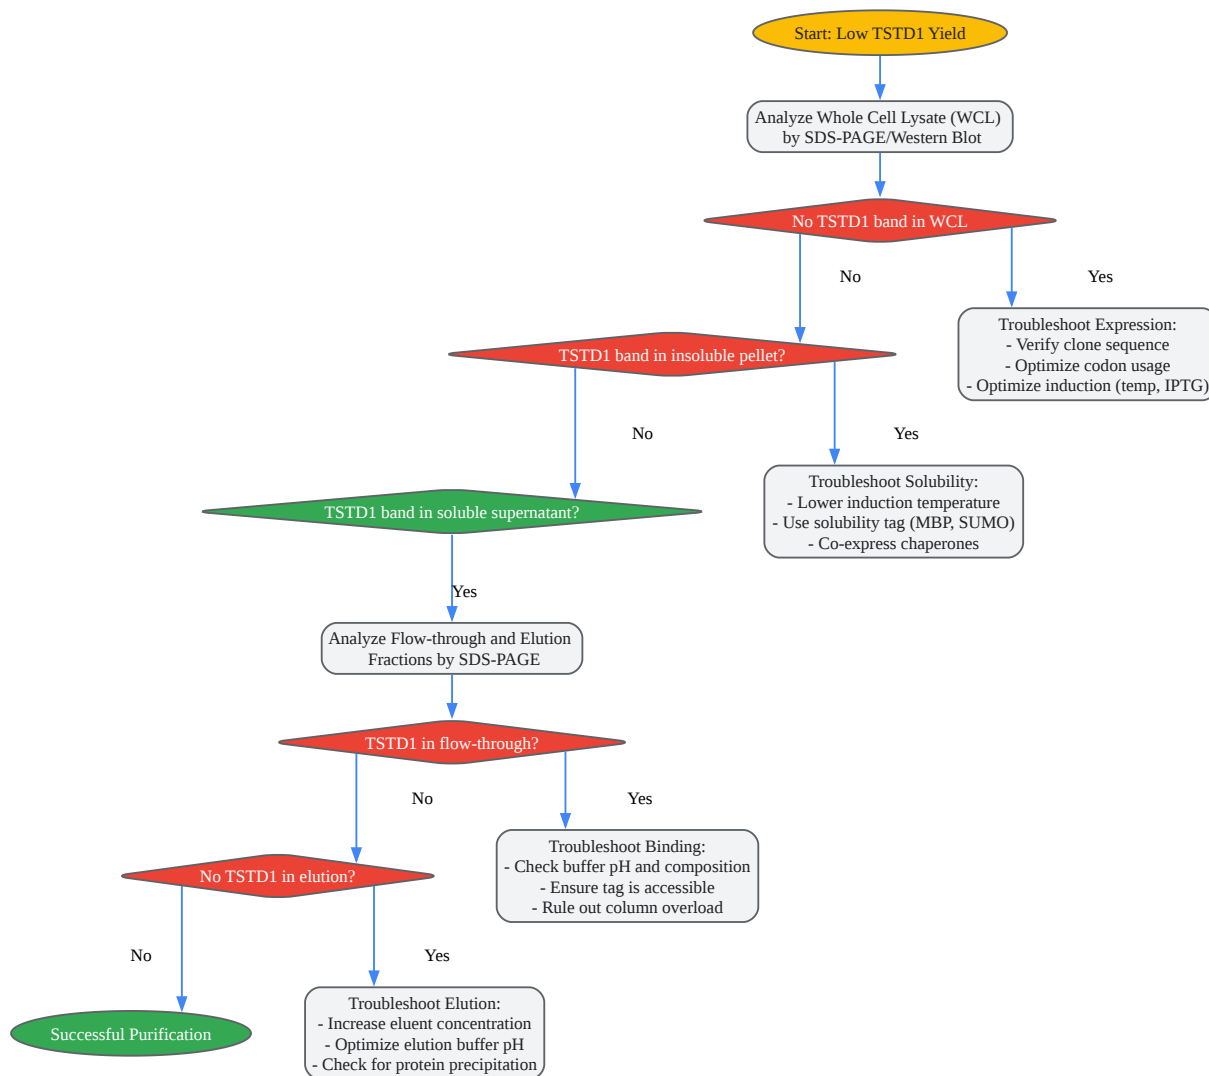 Start: Low TSTD1 Yield
Analyze Whole Cell Lysate (WCL)
by SDS-PAGE/Western Blot
No TSTD1 band in WCL
No
Yes
Troubleshoot Expression:
- Verify clone sequence
- Optimize codon usage
- Optimize induction (temp, IPTG)
TSTD1 band in insoluble pellet?
No
Yes
Troubleshoot Solubility:
- Lower induction temperature
- Use solubility tag (MBP, SUMO)
- Co-express chaperones
TSTD1 band in soluble supernatant?
Yes
Analyze Flow-through and Elution
Fractions by SDS-PAGE
TSTD1 in flow-through?
No
Yes
Troubleshoot Binding:
- Check buffer pH and composition
- Ensure tag is accessible
- Rule out column overload
No TSTD1 in elution?
No
Yes
Successful Purification
Troubleshoot Elution:
- Increase eluent concentration
- Optimize elution buffer pH
- Check for protein precipitation